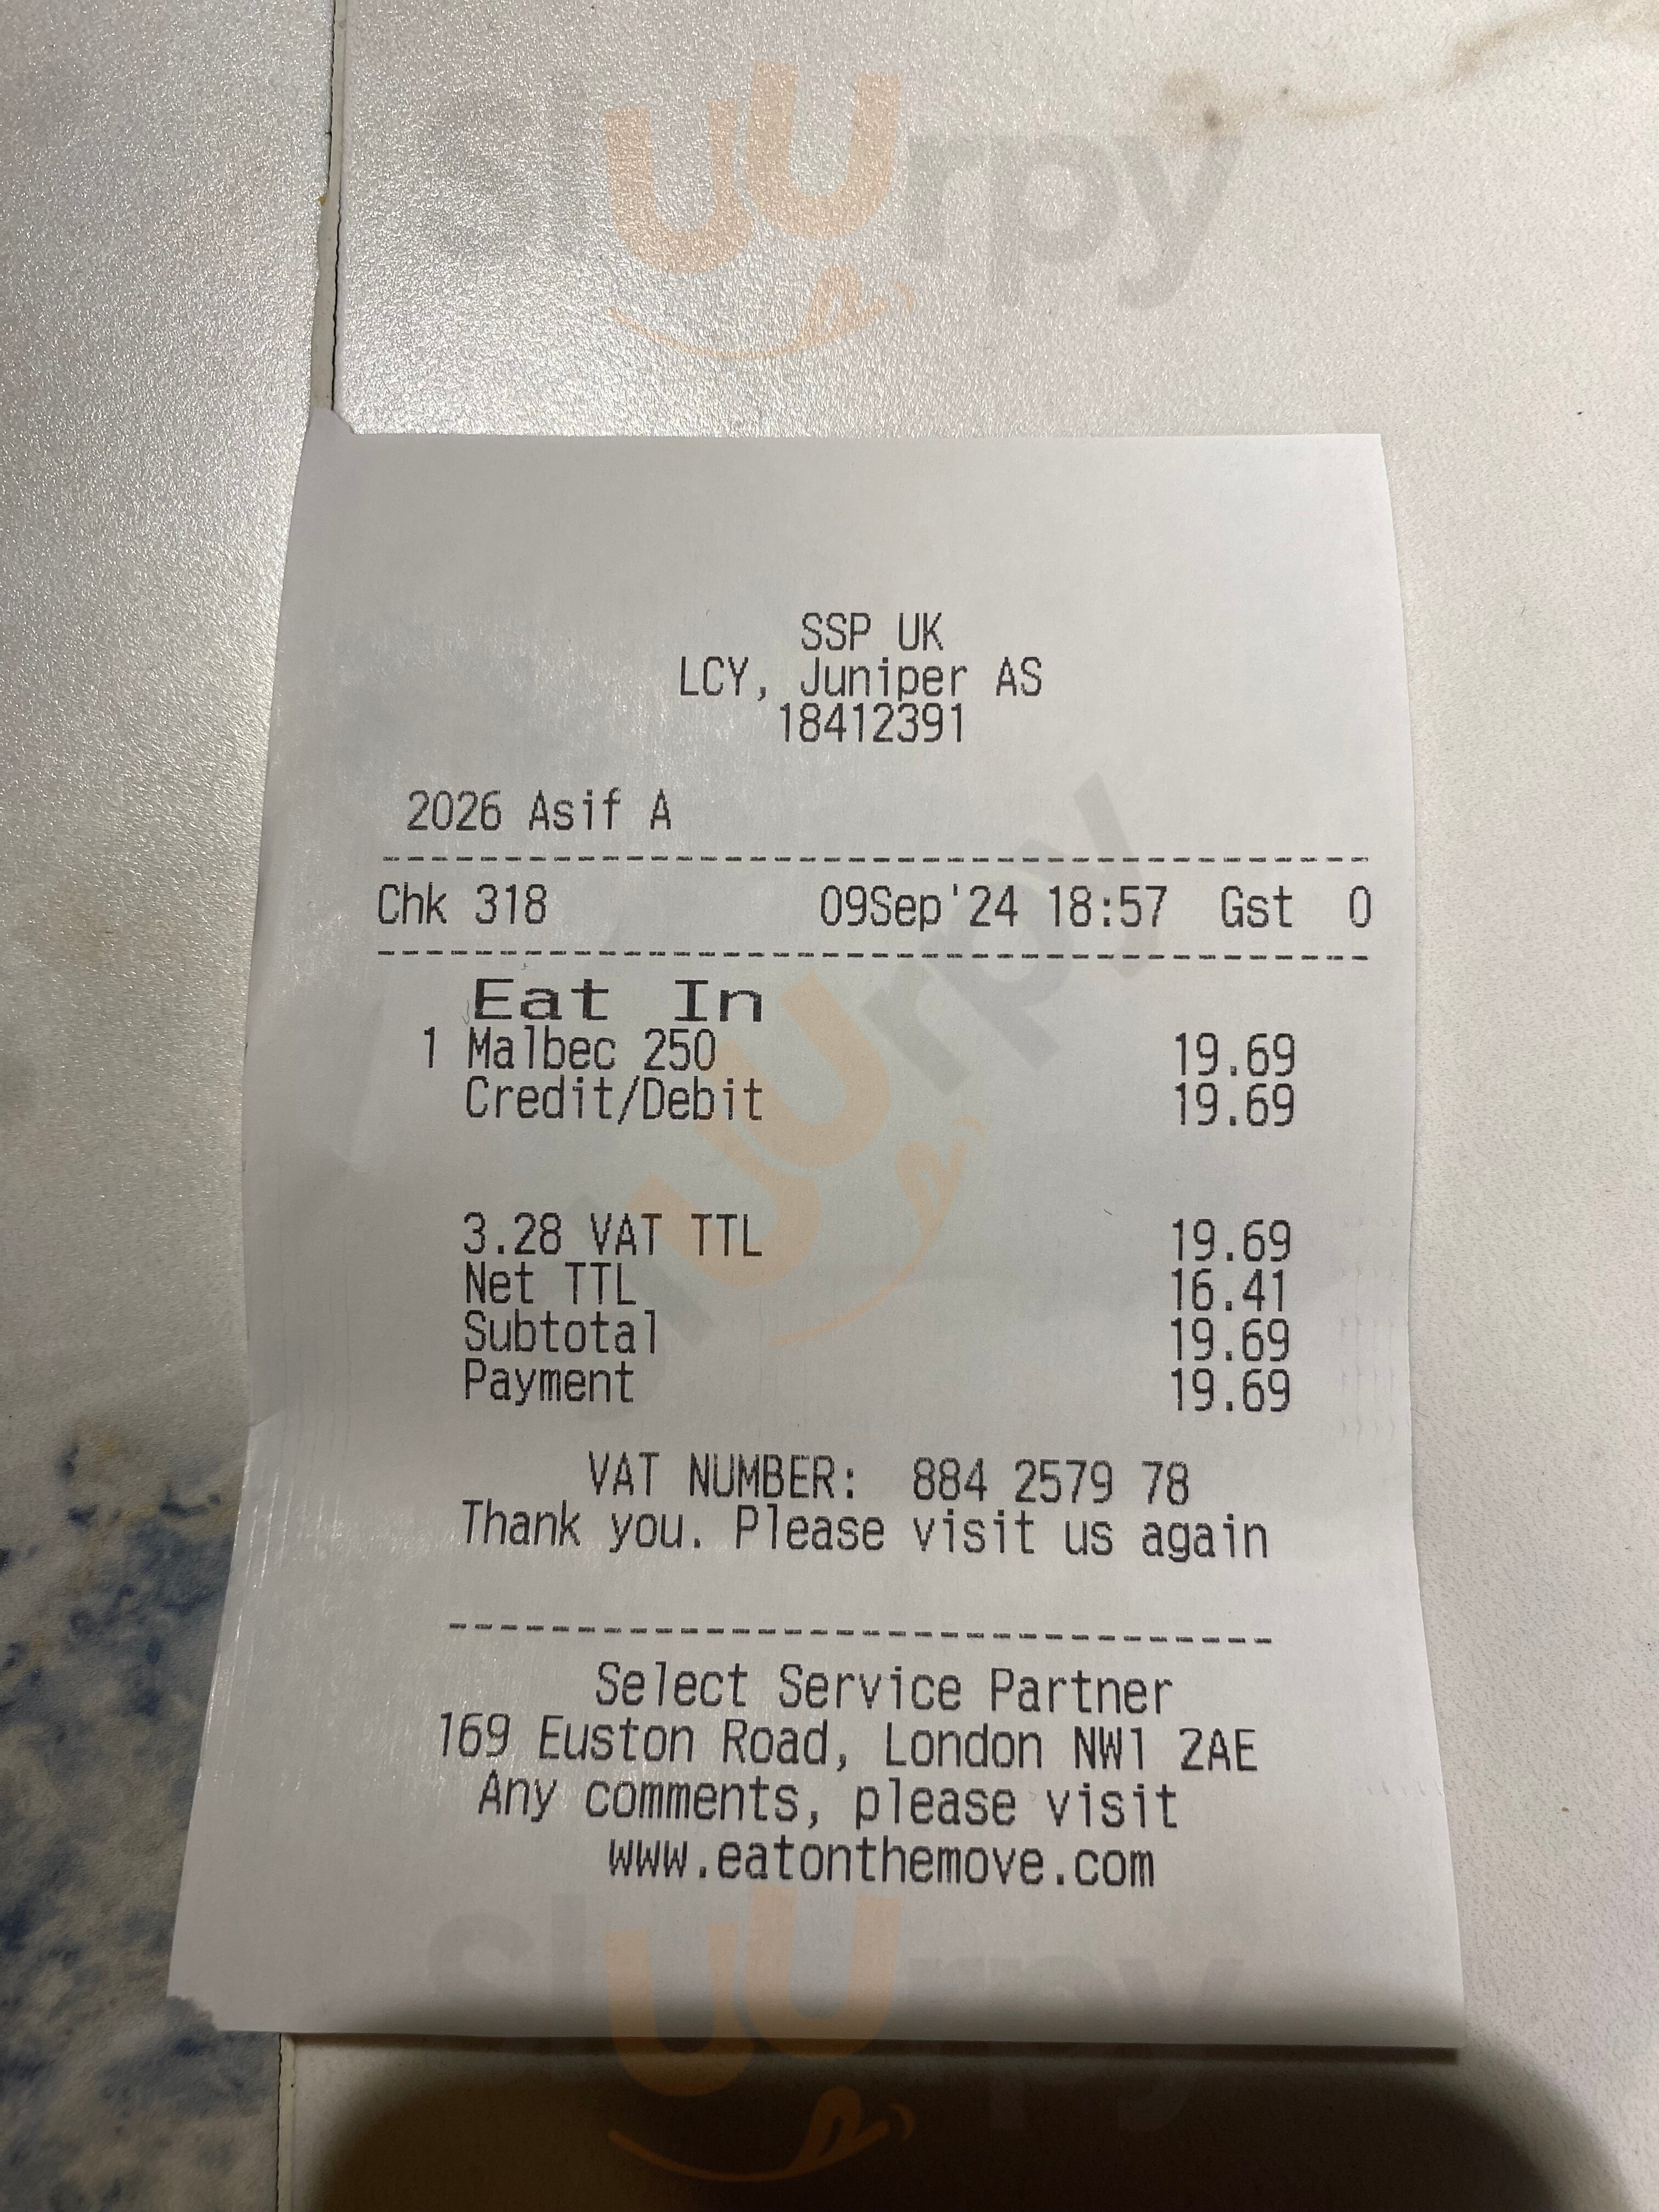 sluurpy
SSP UK
LCY, Juniper AS
18412391
2026 Asif A
Chk 318 09Sep'24 18:57 Gst 0
Eat In
1 Malbec 250 19.69
Credit/Debit 19.69
3.28 VAT TTL 19.69
Net TTL 16.41
Subtotal 19.69
Payment 19.69
VAT NUMBER: 884 2579 78
Thank you. Please visit us again
Select Service Partner
169 Euston Road, London NW1 2AE
Any comments, please visit
www.eatonthemove.com
sluurpy
sluurpy